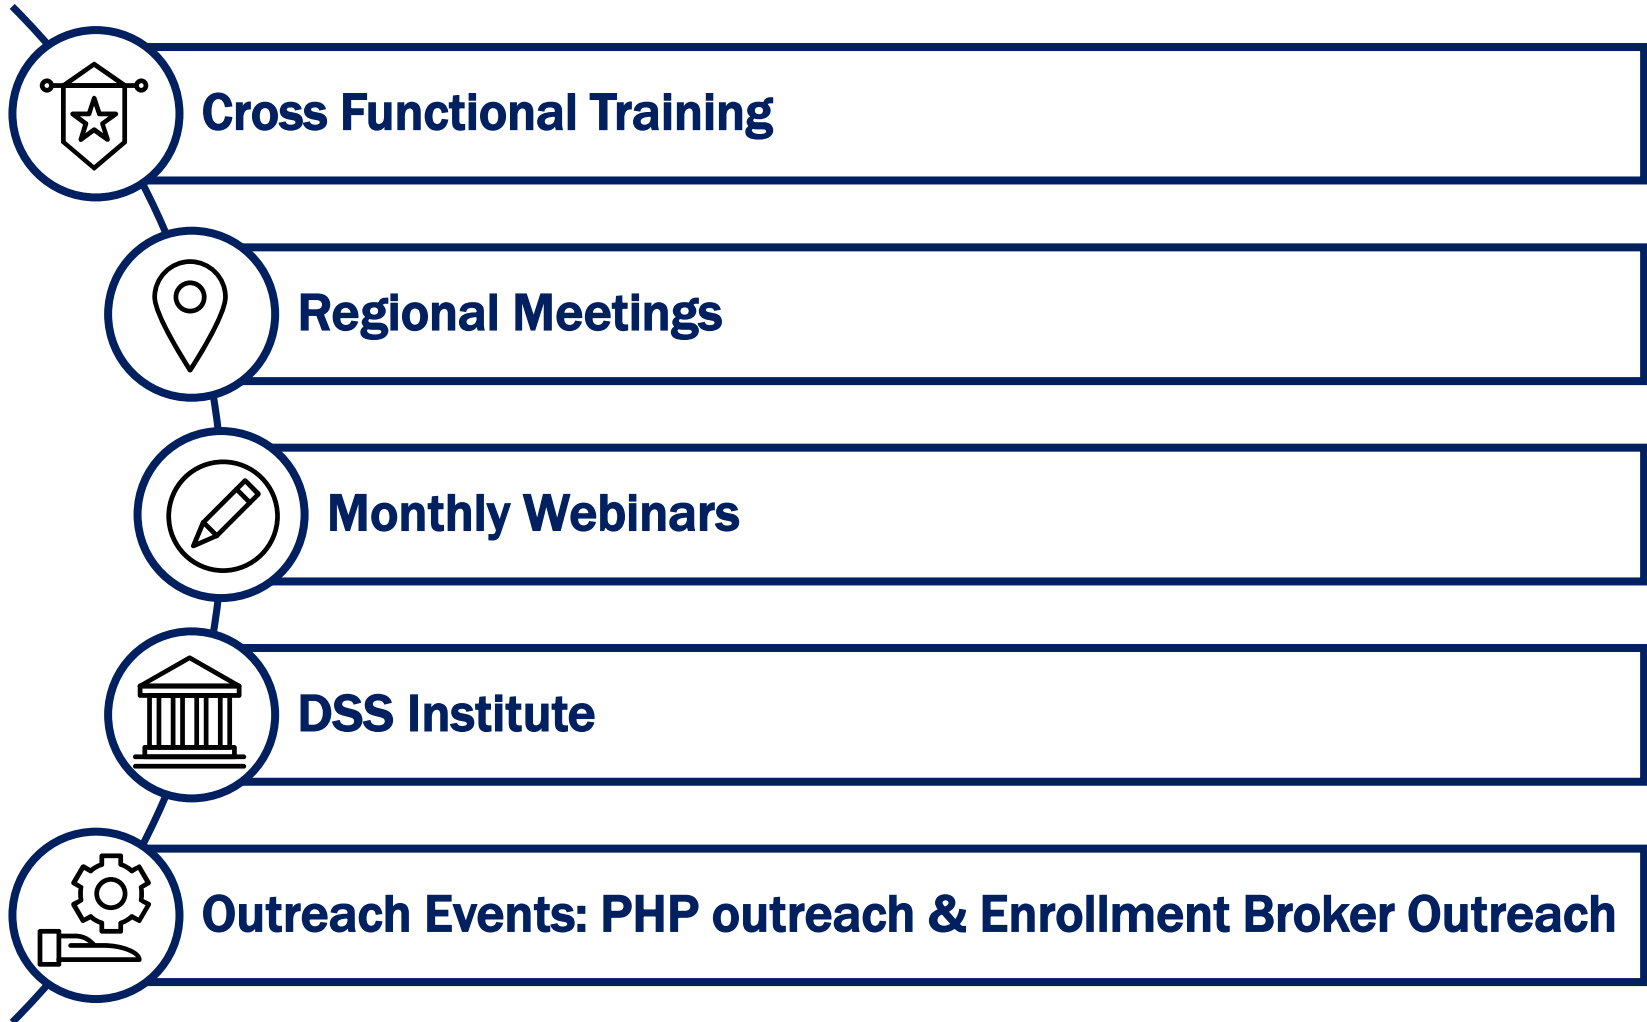 Cross Functional Training
Regional Meetings
Monthly Webinars
DSS Institute
Outreach Events: PHP outreach & Enrollment Broker Outreach